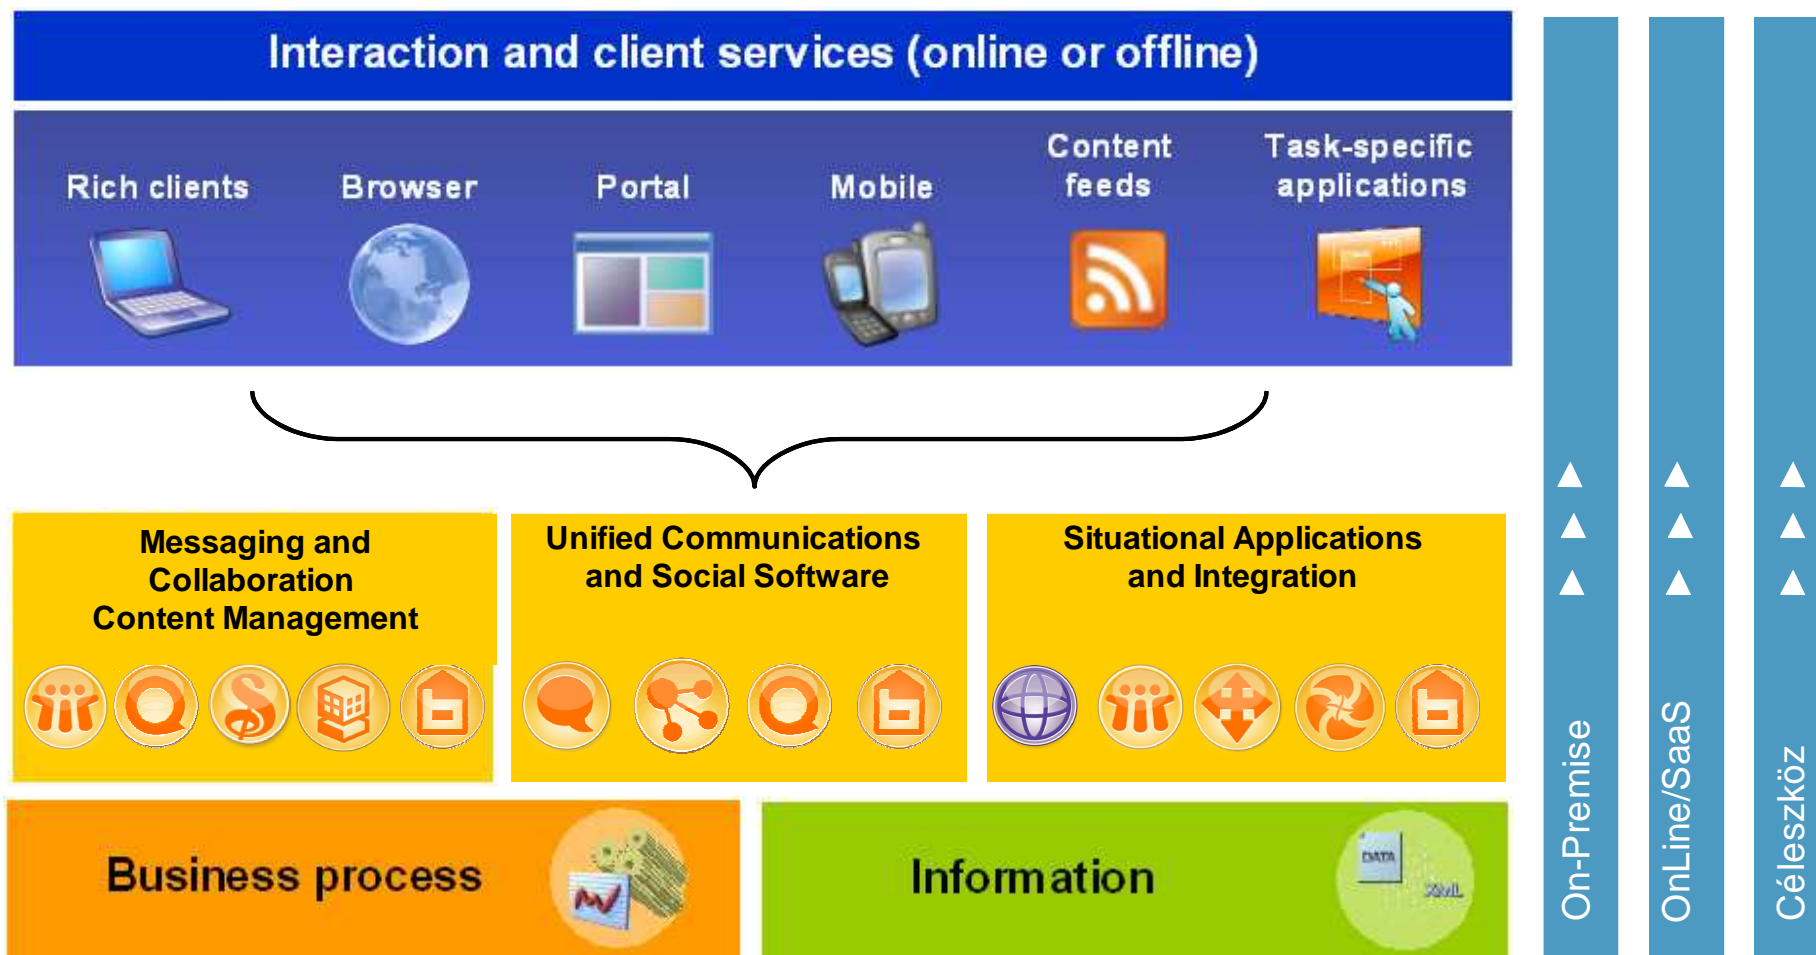 Interaction and client services (online or offline)
Rich clients
Browser
Portal
Mobile
Content
feeds
Task-specific
applications
Messaging and
Collaboration
Content Management
Unified Communications
and Social Software
Situational Applications
and Integration
Business process
Information
DATA
XML
On-Premise
OnLine/SaaS
Céleszköz